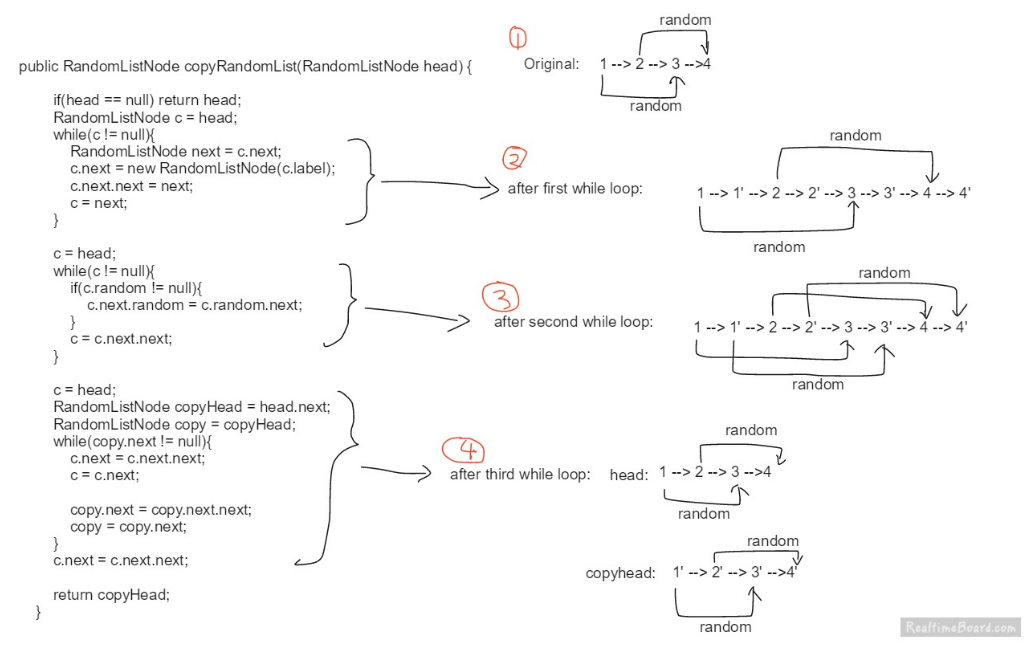 public RandomListNode copyRandomList(RandomListNode head) {
if(head == null) return head;
RandomListNode c = head;
while(c != null){
RandomListNode next = c.next;
c.next = new RandomListNode(c.label);
c.next.next = next;
c = next;
}
c = head;
while(c != null){
if(c.random != null){
c.next.random = c.random.next;
}
c = c.next.next;
}
c = head;
RandomListNode copyHead = head.next;
RandomListNode copy = copyHead;
while(copy.next != null){
c.next = c.next.next;
c = c.next;
copy.next = copy.next.next;
copy = copy.next;
}
c.next = c.next.next;
return copyHead;
}
1
random
Original: 1 --> 2 --> 3 -->4
random
2
random
after first while loop: 1 --> 1' --> 2 --> 2' --> 3 --> 3' --> 4 --> 4'
random
3
random
after second while loop: 1 --> 1' --> 2 --> 2' --> 3 --> 3' --> 4 --> 4'
random
4
random
after third while loop: head: 1 --> 2 --> 3 -->4
random
random
copyhead: 1' --> 2' --> 3' -->4'
random
RealtimeBoard.com